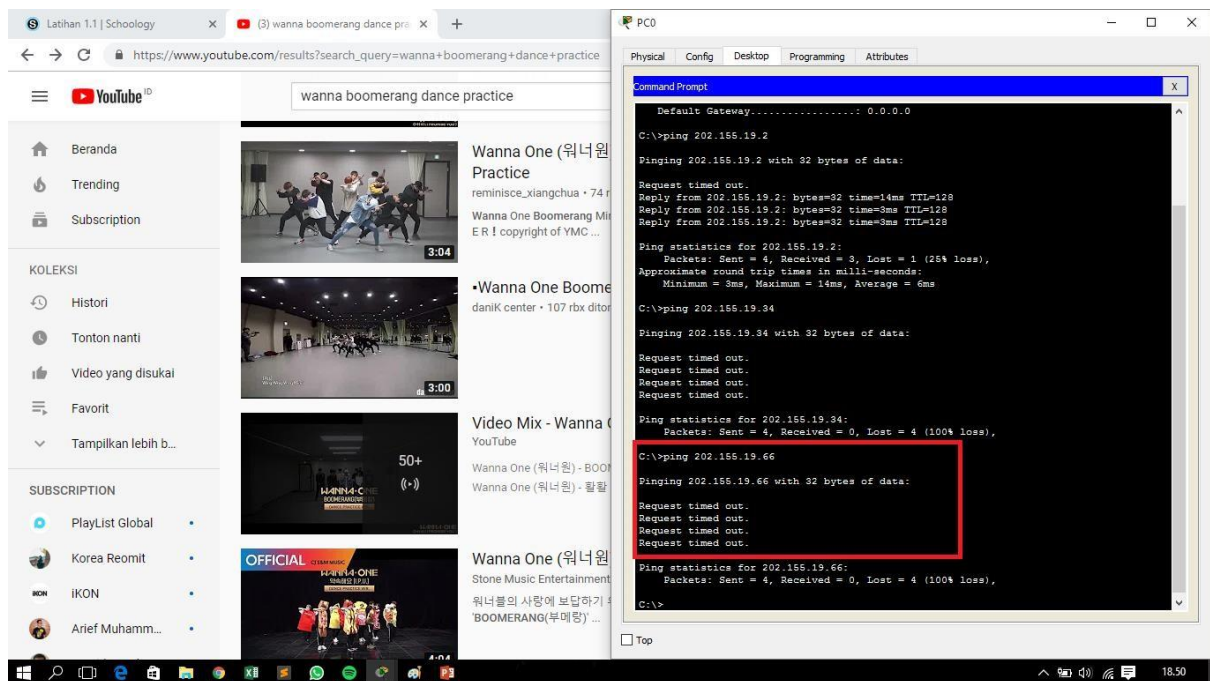 Latihan 1.1 | Schoology
(3) wanna boomerang dance pra
https://www.youtube.com/results?search_query=wanna+boomerang+dance+practice
YouTube ID
wanna boomerang dance practice
Beranda
Trending
Subscription
KOLEKSI
Histori
Tonton nanti
Video yang disukai
Favorit
Tampilkan lebih b...
SUBSCRIPTION
PlayList Global
Korea Reomit
iKON
Arief Muhamm...
3:04
Wanna One (워너원
Practice
reminisce_xiangchua • 74 r
Wanna One Boomerang Mi
E R ! copyright of YMC ...
3:00
•Wanna One Boome
daniK center • 107 rbx diton
50+
WANNA·ONE
Video Mix - Wanna
YouTube
Wanna One (워너원) - BOO
Wanna One (워너원) - 활활
OFFICIAL
WANNA·ONE
약속해요 [I.P.U.]
4:04
Wanna One (워너원
Stone Music Entertainment
워너블의 사랑에 보답하기
'BOOMERANG(부메랑)' ...
PC0
Physical Config Desktop Programming Attributes
Command Prompt X
Default Gateway.................: 0.0.0.0
C:\>ping 202.155.19.2
Pinging 202.155.19.2 with 32 bytes of data:
Request timed out.
Reply from 202.155.19.2: bytes=32 time=14ms TTL=128
Reply from 202.155.19.2: bytes=32 time=3ms TTL=128
Reply from 202.155.19.2: bytes=32 time=3ms TTL=128
Ping statistics for 202.155.19.2:
Packets: Sent = 4, Received = 3, Lost = 1 (25% loss),
Approximate round trip times in milli-seconds:
Minimum = 3ms, Maximum = 14ms, Average = 6ms
C:\>ping 202.155.19.34
Pinging 202.155.19.34 with 32 bytes of data:
Request timed out.
Request timed out.
Request timed out.
Request timed out.
Ping statistics for 202.155.19.34:
Packets: Sent = 4, Received = 0, Lost = 4 (100% loss),
C:\>ping 202.155.19.66
Pinging 202.155.19.66 with 32 bytes of data:
Request timed out.
Request timed out.
Request timed out.
Request timed out.
Ping statistics for 202.155.19.66:
Packets: Sent = 4, Received = 0, Lost = 4 (100% loss),
C:\>
Top
18.50